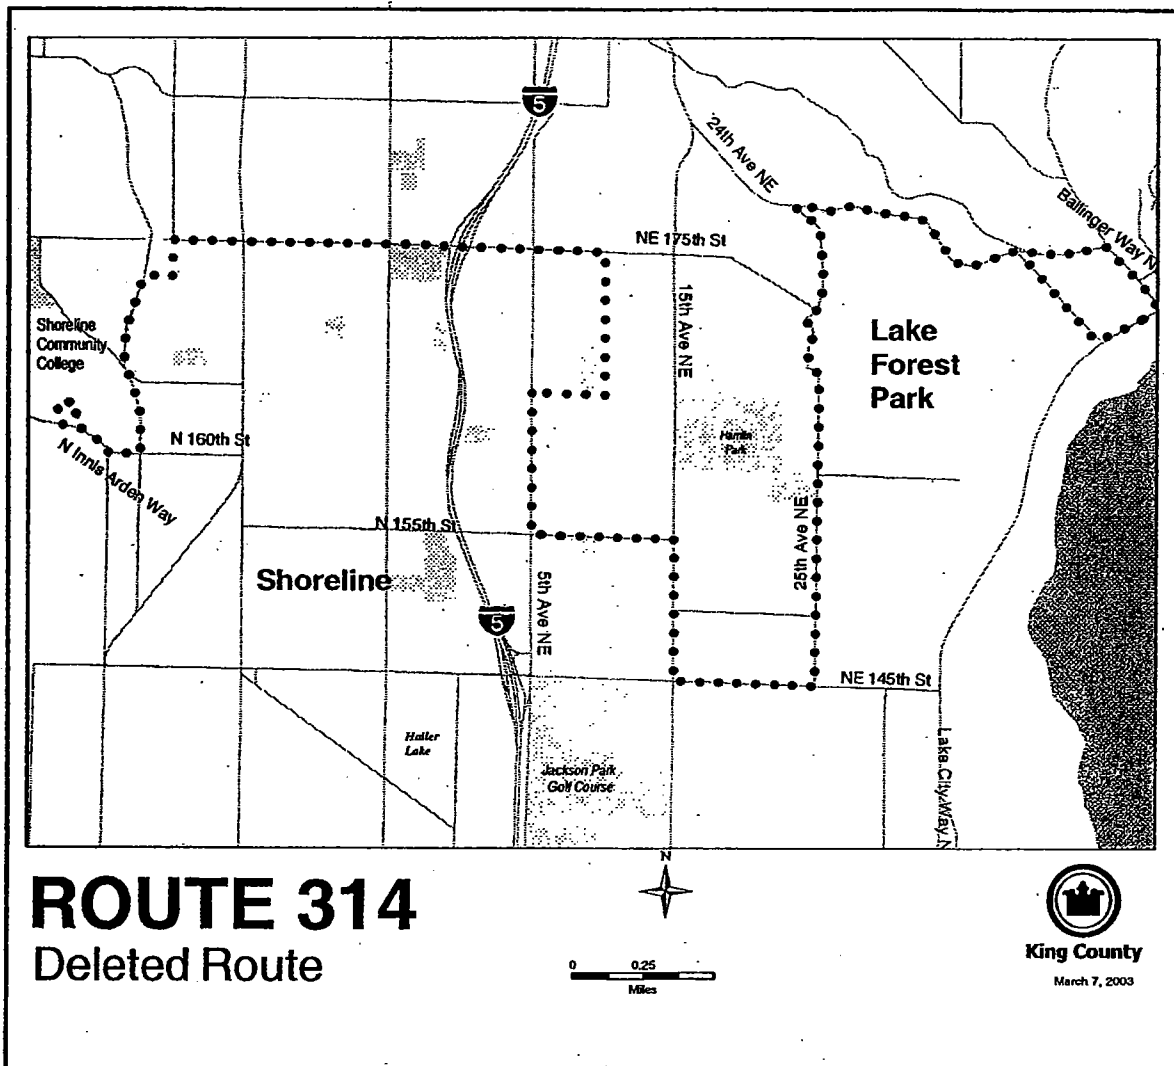 5
24th Ave NE
Ballinger Way N
NE 175th St
15th Ave NE
Shoreline
Community
College
Lake
Forest
Park
N 160th St
N Innis Arden Way
Hamlin
Park
N 155th St
25th Ave NE
Shoreline
5
5th Ave NE
NE 145th St
Haller
Lake
Jackson Park
Golf Course
Lake City Way N
N
ROUTE 314
Deleted Route
0 0.25
Miles
King County
March 7, 2003